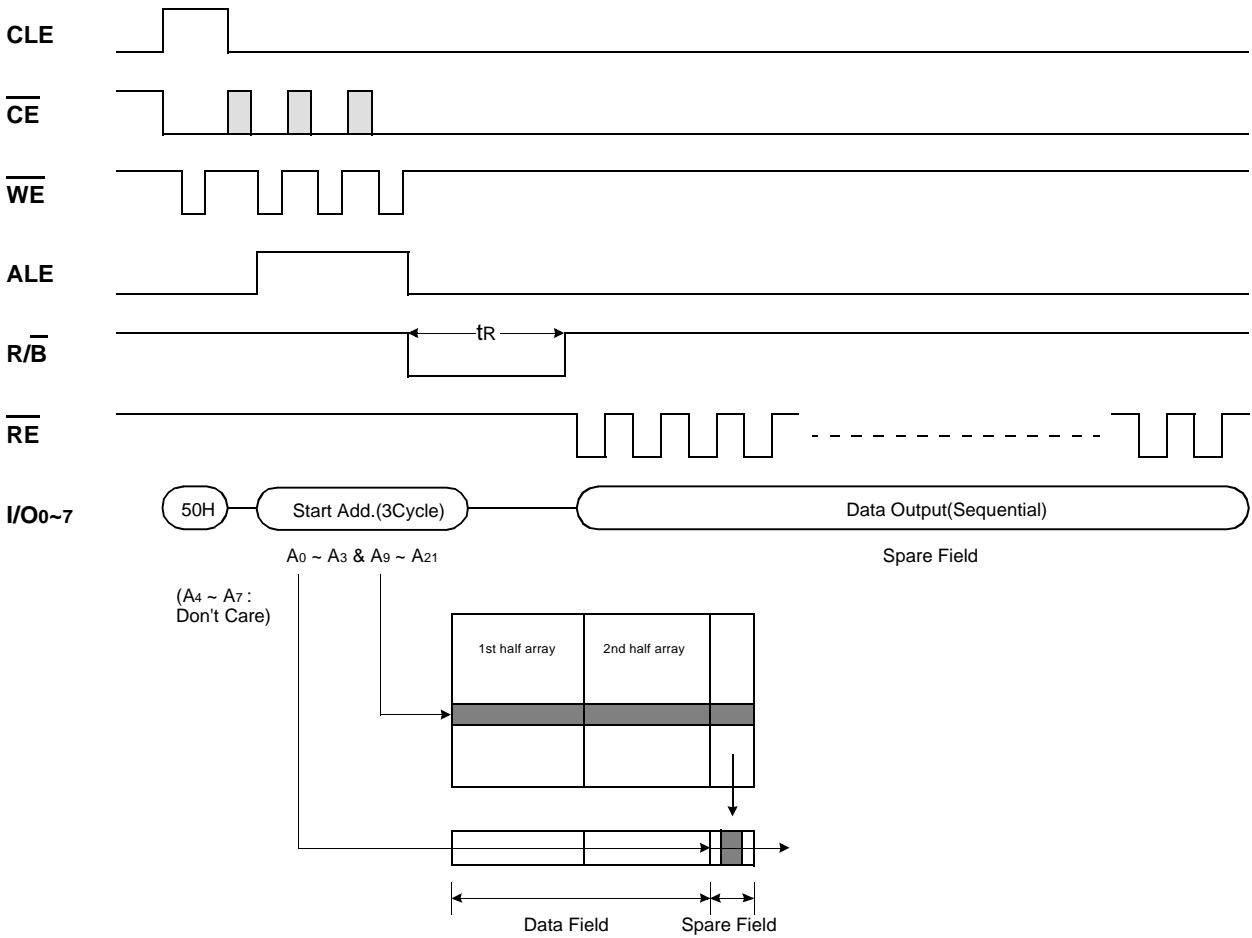 CLE
CE
WE
ALE
R/B
tR
RE
I/O0~7
50H
Start Add.(3Cycle)
Data Output(Sequential)
A0 ~ A3 & A9 ~ A21
Spare Field
(A4 ~ A7 :
Don't Care)
1st half array
2nd half array
Data Field
Spare Field